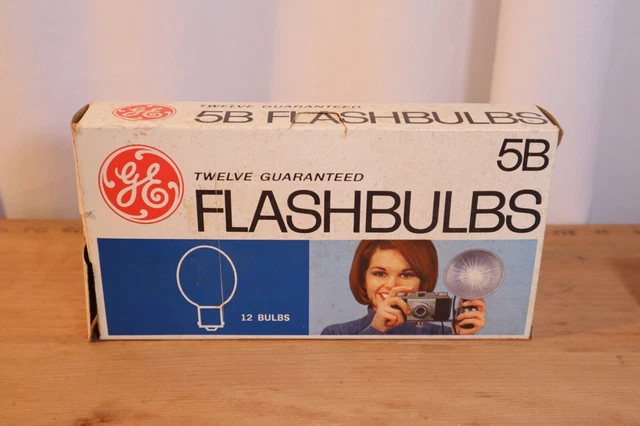 GE
TWELVE GUARANTEED
5B FLASHBULBS
5B
GE
TWELVE GUARANTEED
FLASHBULBS
12 BULBS